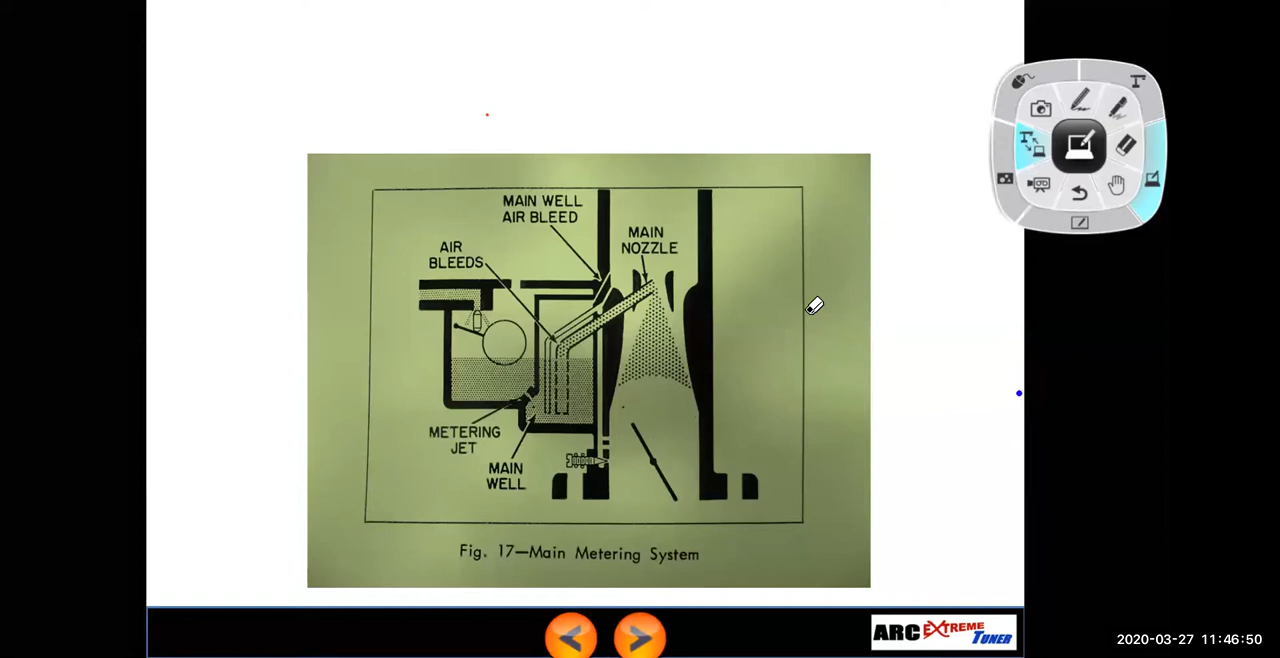 MAIN WELL
AIR BLEED
MAIN
NOZZLE
AIR
BLEEDS
METERING
JET
MAIN
WELL
Fig. 17—Main Metering System
ARC EXTREME
TUNER
2020-03-27 11:46:50